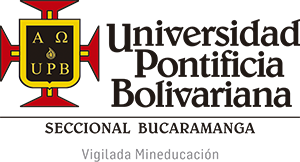 Α Ω
UPB
Universidad
Pontificia
Bolivariana
SECCIONAL BUCARAMANGA
Vigilada Mineducación